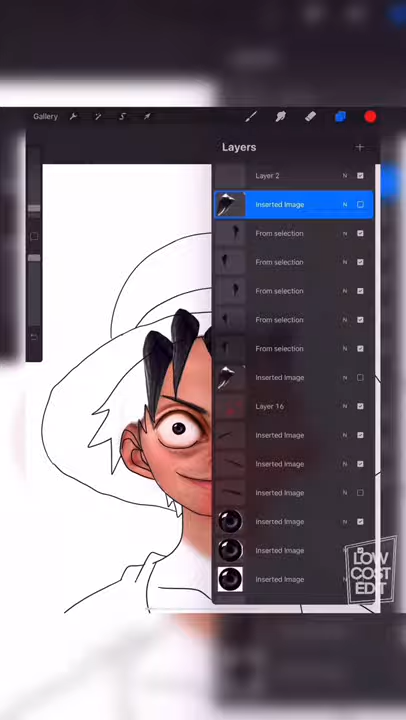 Gallery
Layers
Layer 2 N
Inserted Image N
From selection N
From selection N
From selection N
From selection N
From selection N
Inserted Image N
Layer 16 N
Inserted Image N
Inserted Image N
Inserted Image N
Inserted Image N
Inserted Image N
Inserted Image N
LOW
COST
EDIT